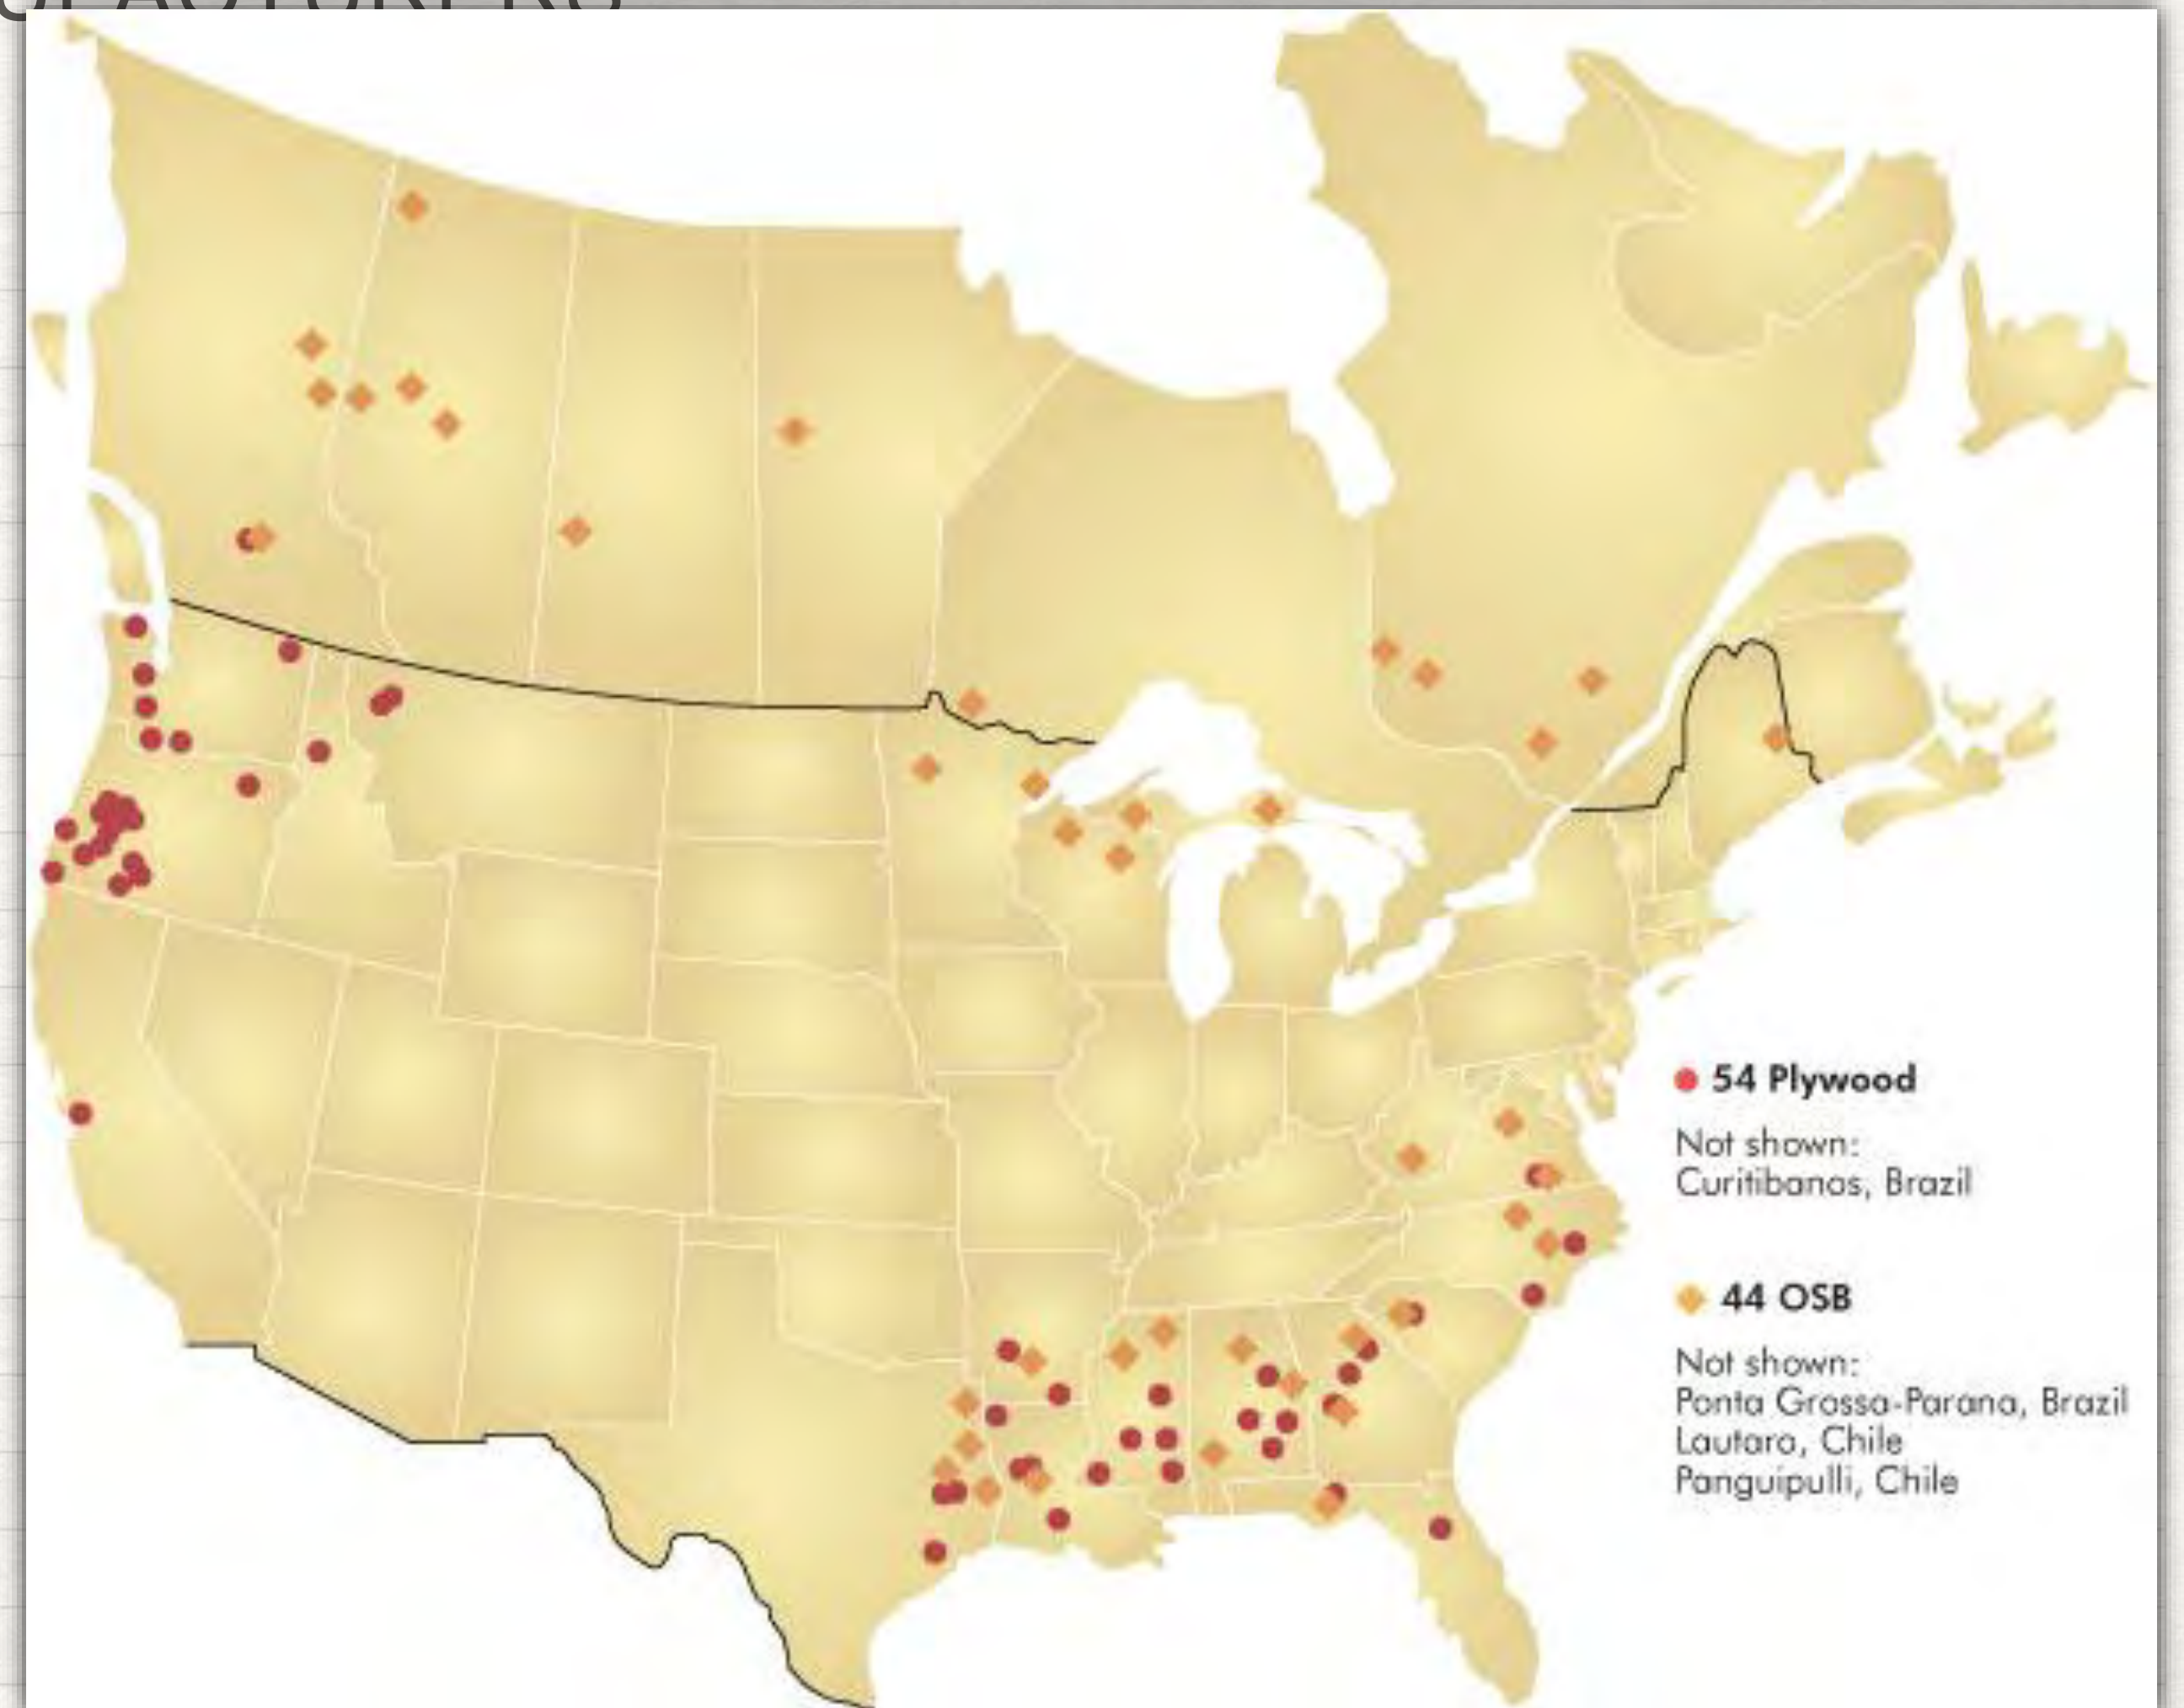 54 Plywood
Not shown:
Curitibanos, Brazil
44 OSB
Not shown:
Ponta Grossa-Parana, Brazil
Lautaro, Chile
Panguipulli, Chile